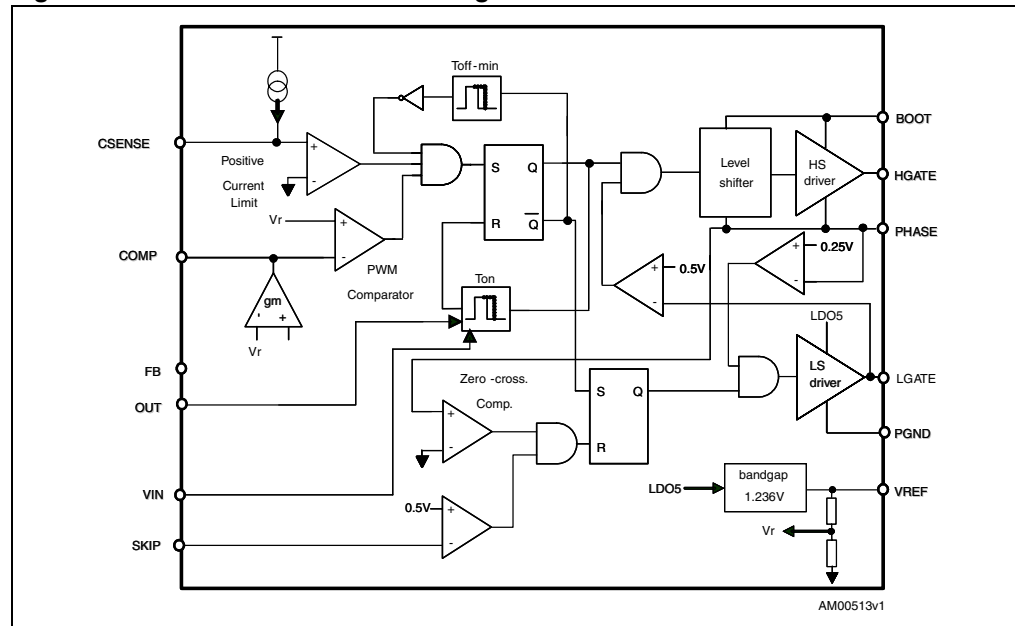 Toff-min
CSENSE
+
-
Positive
Current
Limit
Vr
+
-
PWM
Comparator
COMP
gm
-
+
Vr
FB
OUT
VIN
SKIP
S
Q
R
Q
Ton
Level
shifter
HS
driver
BOOT
HGATE
PHASE
+
0.5V
-
+
0.25V
-
LDO5
LS
driver
LGATE
PGND
Zero -cross.
Comp.
+
-
S
Q
R
0.5V
+
-
LDO5
bandgap
1.236V
VREF
Vr
AM00513v1